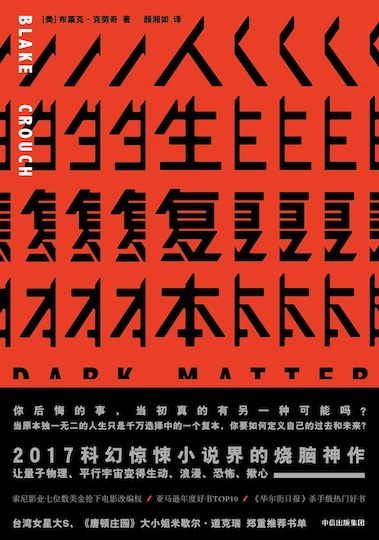 [美] 布莱克·克劳奇 著 颜湘如 译
BLAKE CROUCH
人
生
复
本
DARK MATTER
你后悔的事，当初真的有另一种可能吗？
当原本独一无二的人生只是千万选择中的一个复本，你要如何定义自己的过去和未来？
2017科幻惊悚小说界的烧脑神作
让量子物理、平行宇宙变得生动、浪漫、恐怖、揪心
索尼影业七位数美金抢下电影改编权 / 亚马逊年度好书TOP10 / 《华尔街日报》杀手级热门好书
台湾女星大S、《唐顿庄园》大小姐米歇尔·道克瑞 郑重推荐书单
中信出版集团